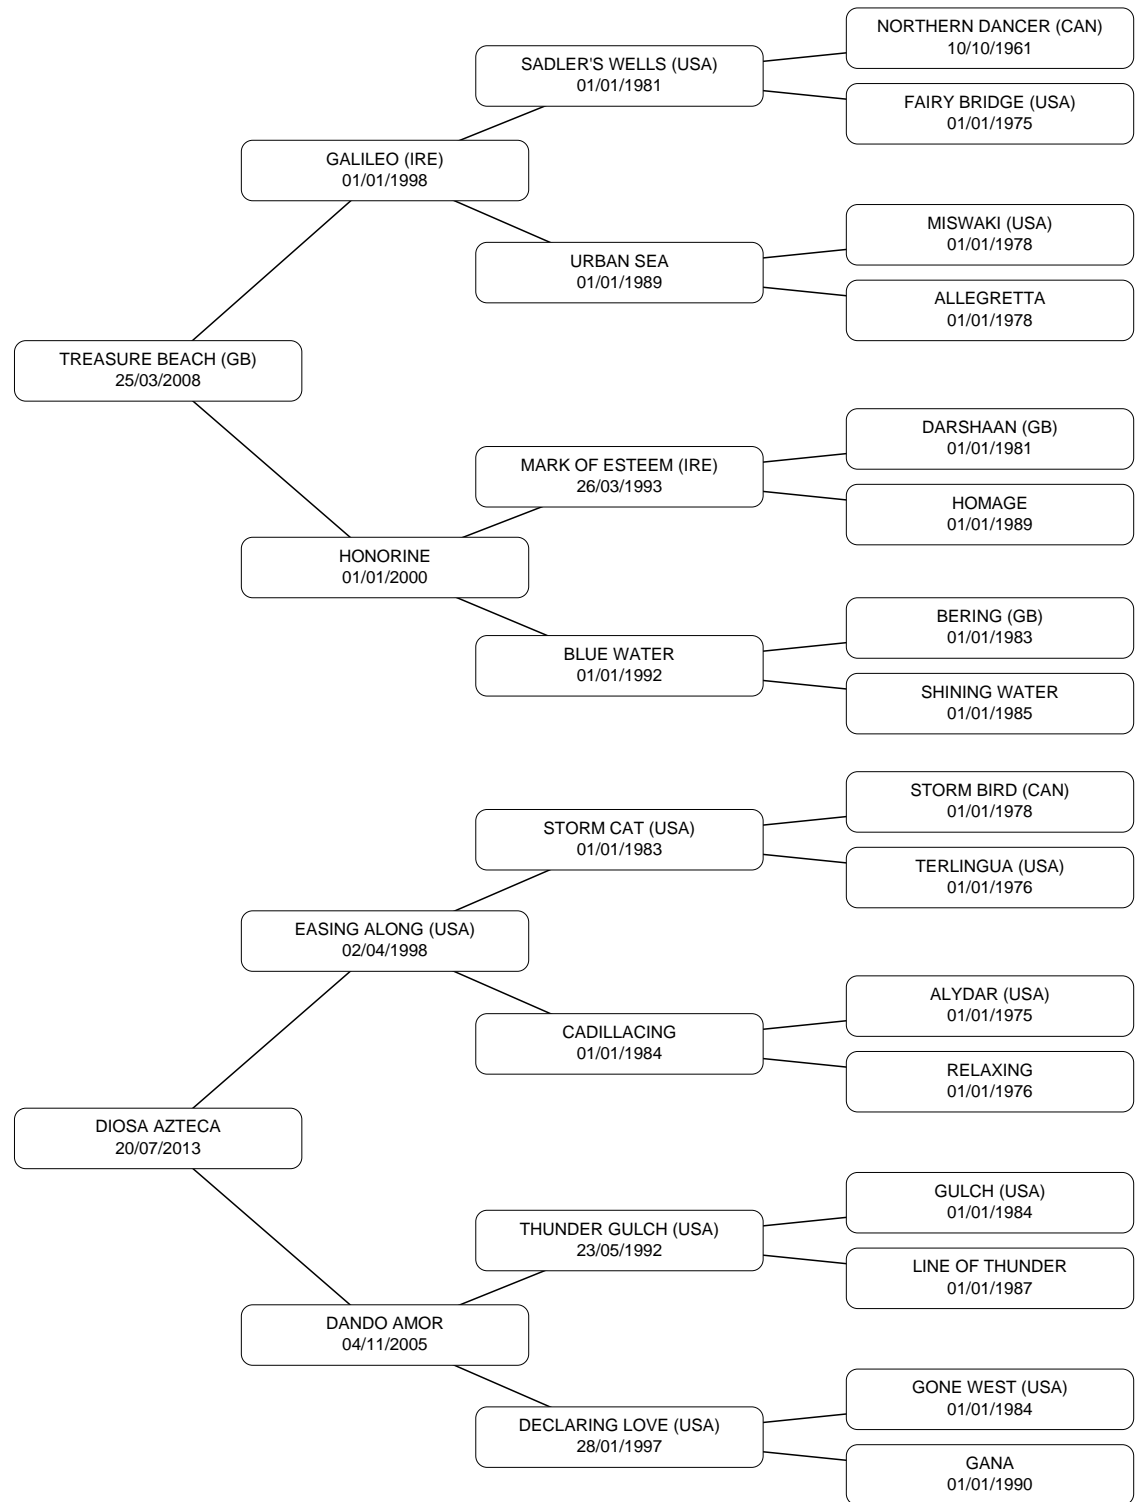 NORTHERN DANCER (CAN)
10/10/1961
SADLER'S WELLS (USA)
01/01/1981
FAIRY BRIDGE (USA)
01/01/1975
GALILEO (IRE)
01/01/1998
MISWAKI (USA)
01/01/1978
URBAN SEA
01/01/1989
ALLEGRETTA
01/01/1978
TREASURE BEACH (GB)
25/03/2008
DARSHAAN (GB)
01/01/1981
MARK OF ESTEEM (IRE)
26/03/1993
HOMAGE
01/01/1989
HONORINE
01/01/2000
BERING (GB)
01/01/1983
BLUE WATER
01/01/1992
SHINING WATER
01/01/1985
STORM BIRD (CAN)
01/01/1978
STORM CAT (USA)
01/01/1983
TERLINGUA (USA)
01/01/1976
EASING ALONG (USA)
02/04/1998
ALYDAR (USA)
01/01/1975
CADILLACING
01/01/1984
RELAXING
01/01/1976
DIOSA AZTECA
20/07/2013
GULCH (USA)
01/01/1984
THUNDER GULCH (USA)
23/05/1992
LINE OF THUNDER
01/01/1987
DANDO AMOR
04/11/2005
GONE WEST (USA)
01/01/1984
DECLARING LOVE (USA)
28/01/1997
GANA
01/01/1990